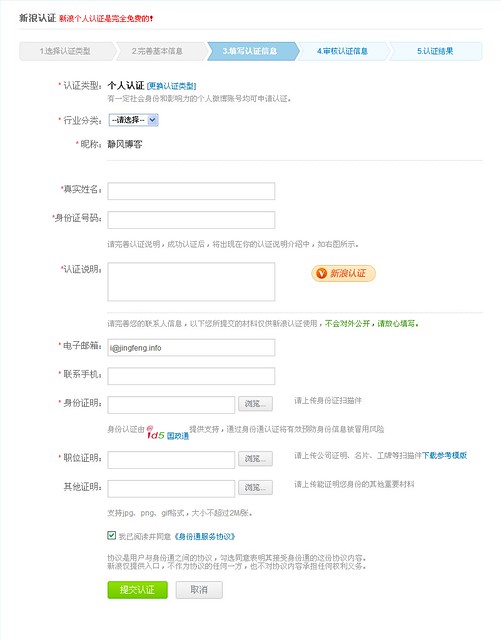 新浪认证 新浪个人认证是完全免费的!
1.选择认证类型 2.完善基本信息 3.填写认证信息 4.审核认证信息 5.认证结果
* 认证类型: 个人认证 [更换认证类型]
有一定社会身份和影响力的个人微博账号均可申请认证。
* 行业分类: --请选择--
* 昵称: 静风博客
*真实姓名:
*身份证号码:
请完善认证说明，成功认证后，将出现在你的认证说明介绍中，如右图所示。
*认证说明: V 新浪认证
请完善您的联系人信息，以下您所提交的材料仅供新浪认证使用，不会对外公开，请放心填写。
* 电子邮箱: i@jingfeng.info
* 联系手机:
* 身份证明: 浏览... 请上传身份证扫描件
身份认证由 id5 国政通 提供支持，通过身份通认证将有效预防身份信息被冒用风险
* 职位证明: 浏览... 请上传公司证明、名片、工牌等扫描件下载参考模版
其他证明: 浏览... 请上传能证明您身份的其他重要材料
支持jpg、png、gif格式，大小不超过2M/张。
我已阅读并同意《身份通服务协议》
协议是用户与身份通之间的协议，勾选同意表明其接受身份通的这份协议内容。
新浪仅提供入口，不作为协议的任何一方，也不对协议内容承担任何权利义务。
提交认证 取消